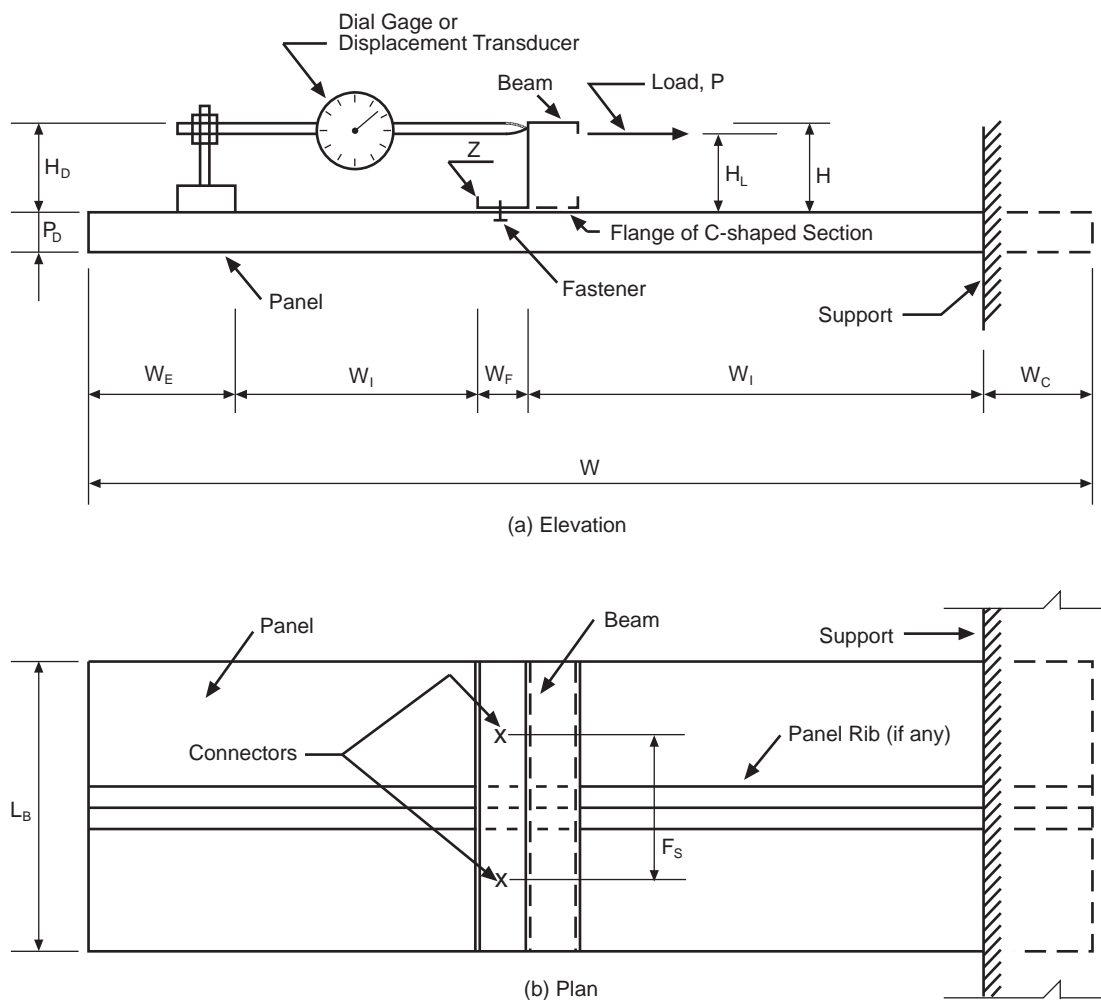 Dial Gage or
Displacement Transducer
Beam
Load, P
Z
H_D
H_L
H
P_D
Flange of C-shaped Section
Panel
Fastener
Support
W_E
W_I
W_F
W_I
W_C
W
(a) Elevation
Panel
Beam
Support
X
Connectors
Panel Rib (if any)
L_B
F_S
X
(b) Plan